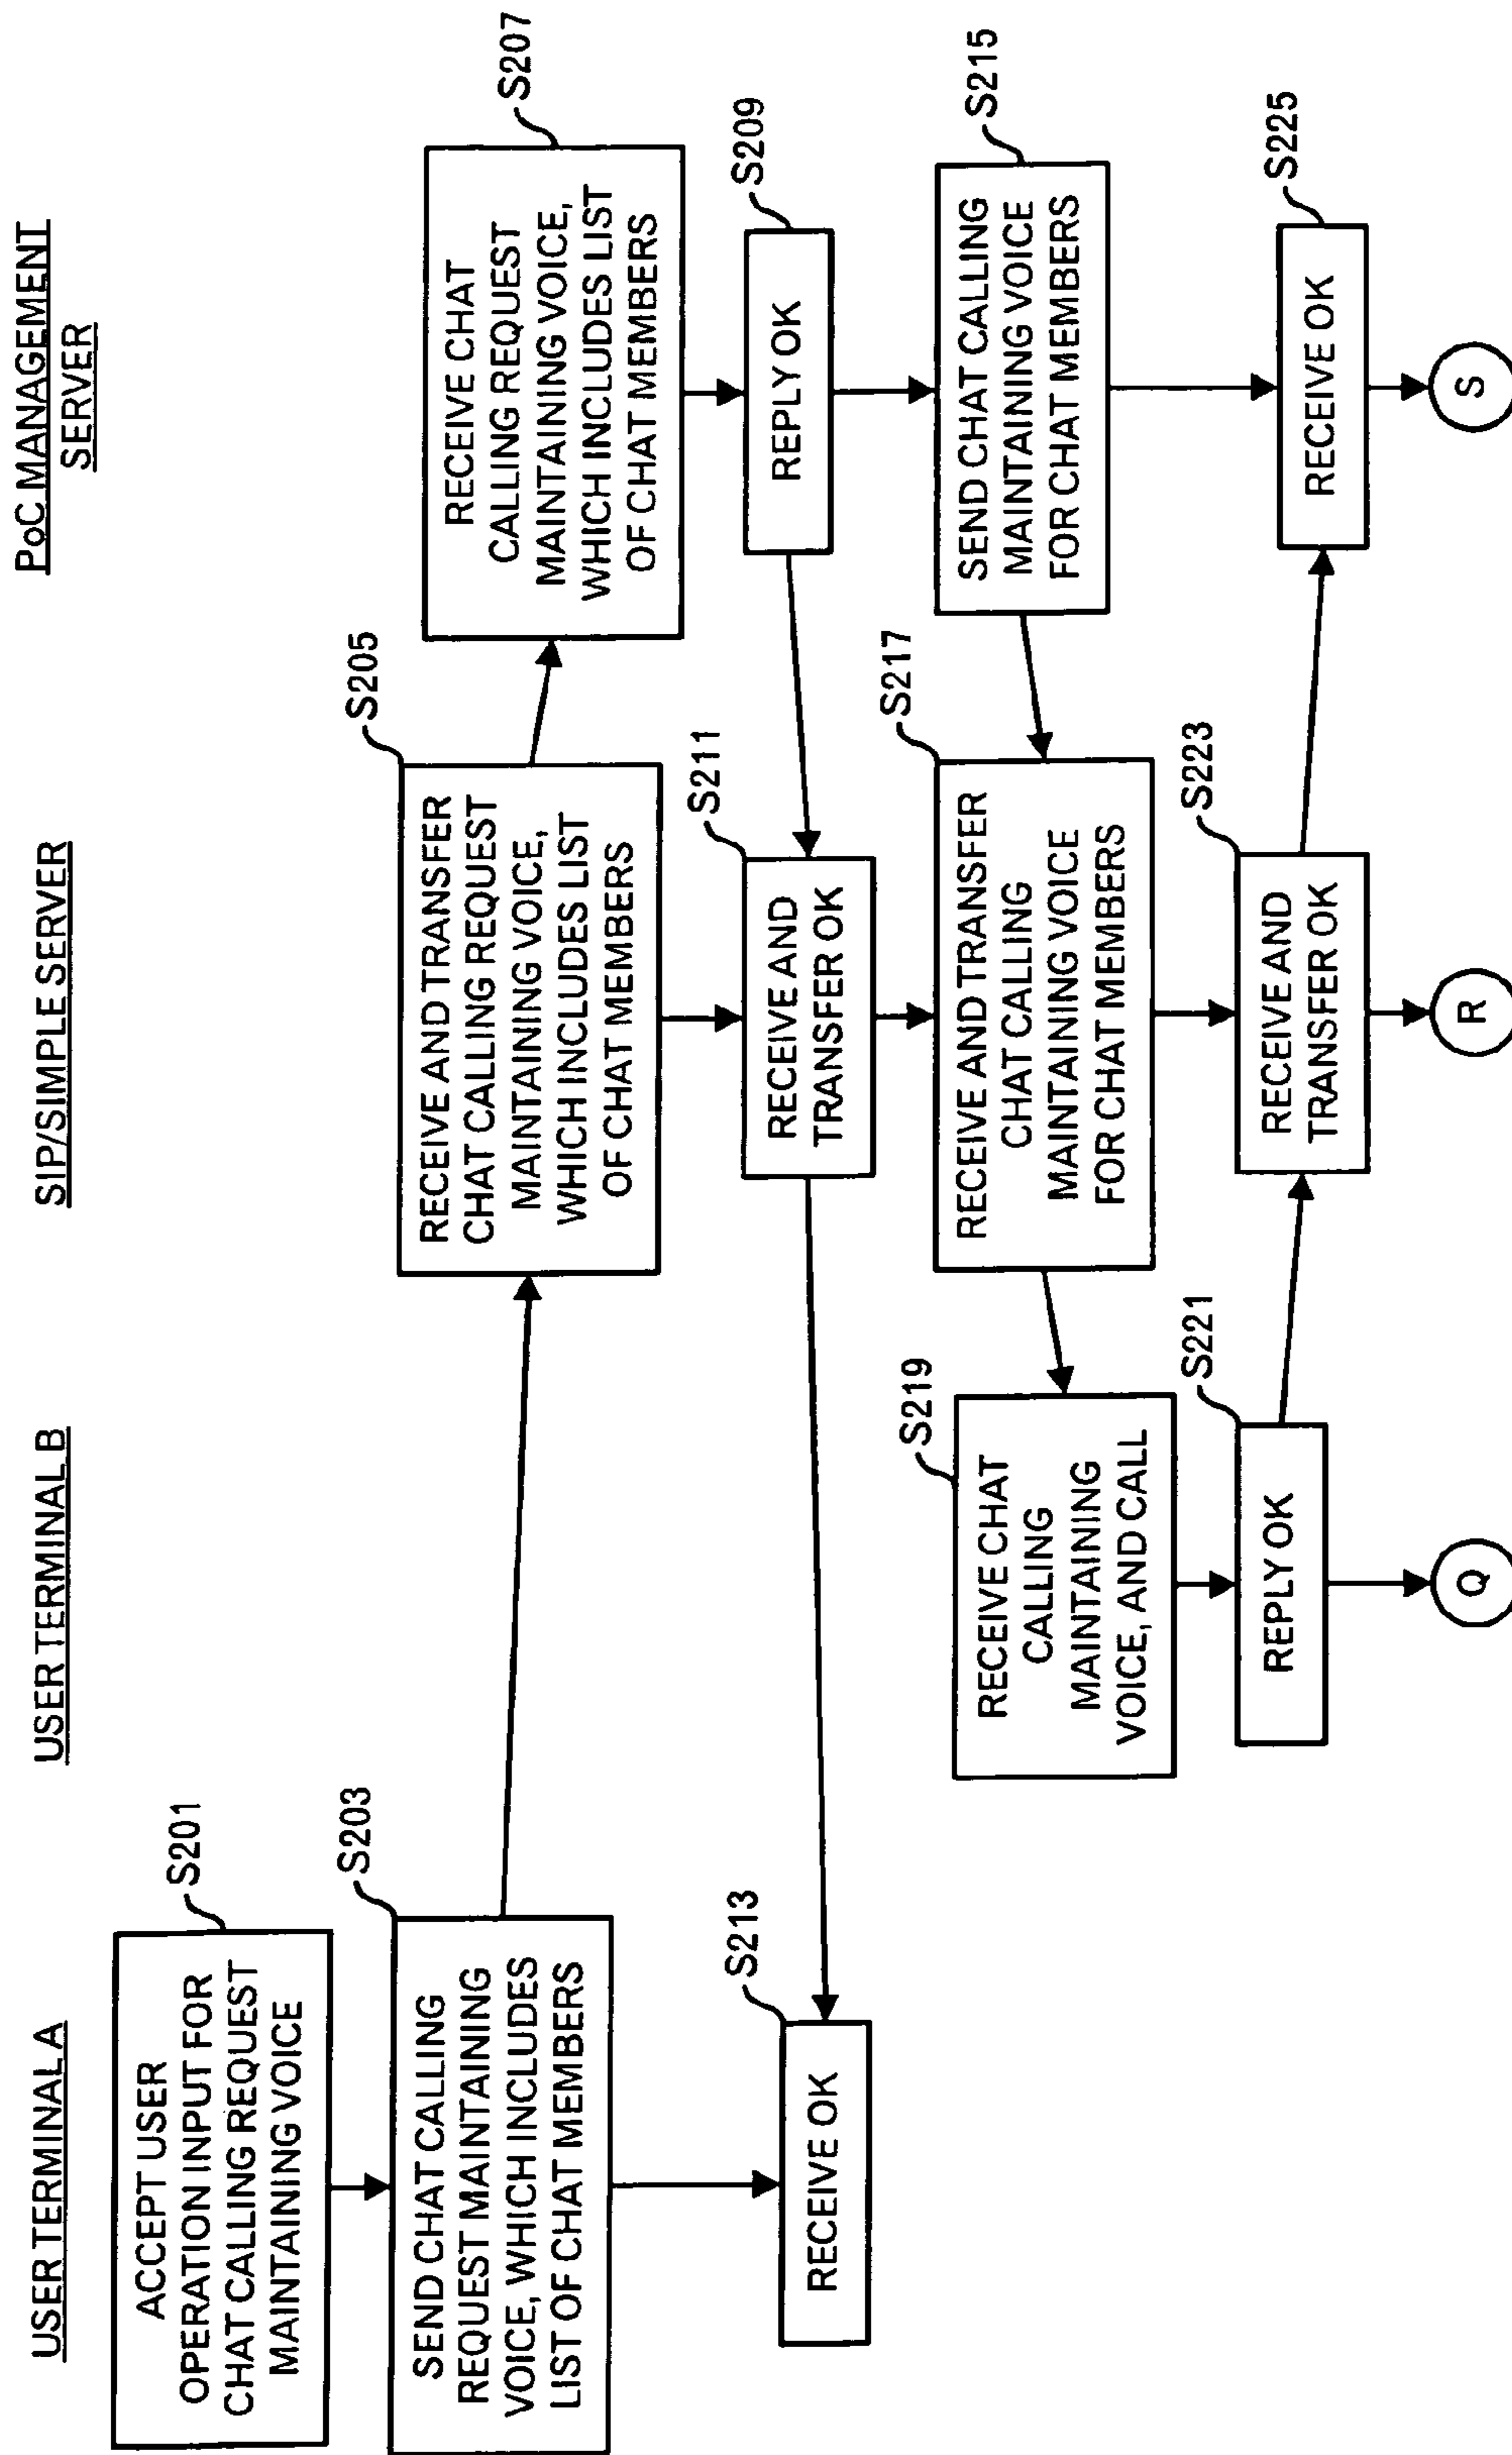 USER TERMINAL A
USER TERMINAL B
SIP/SIMPLE SERVER
PoC MANAGEMENT
SERVER
S201
ACCEPT USER
OPERATION INPUT FOR
CHAT CALLING REQUEST
MAINTAINING VOICE
S203
SEND CHAT CALLING
REQUEST MAINTAINING
VOICE, WHICH INCLUDES
LIST OF CHAT MEMBERS
S205
RECEIVE AND TRANSFER
CHAT CALLING REQUEST
MAINTAINING VOICE,
WHICH INCLUDES LIST
OF CHAT MEMBERS
S207
RECEIVE CHAT
CALLING REQUEST
MAINTAINING VOICE,
WHICH INCLUDES LIST
OF CHAT MEMBERS
S209
REPLY OK
S211
RECEIVE AND
TRANSFER OK
S213
RECEIVE OK
S215
SEND CHAT CALLING
MAINTAINING VOICE
FOR CHAT MEMBERS
S217
RECEIVE AND TRANSFER
CHAT CALLING
MAINTAINING VOICE
FOR CHAT MEMBERS
S219
RECEIVE CHAT
CALLING
MAINTAINING
VOICE, AND CALL
S221
REPLY OK
S223
RECEIVE AND
TRANSFER OK
S225
RECEIVE OK
Q
R
S